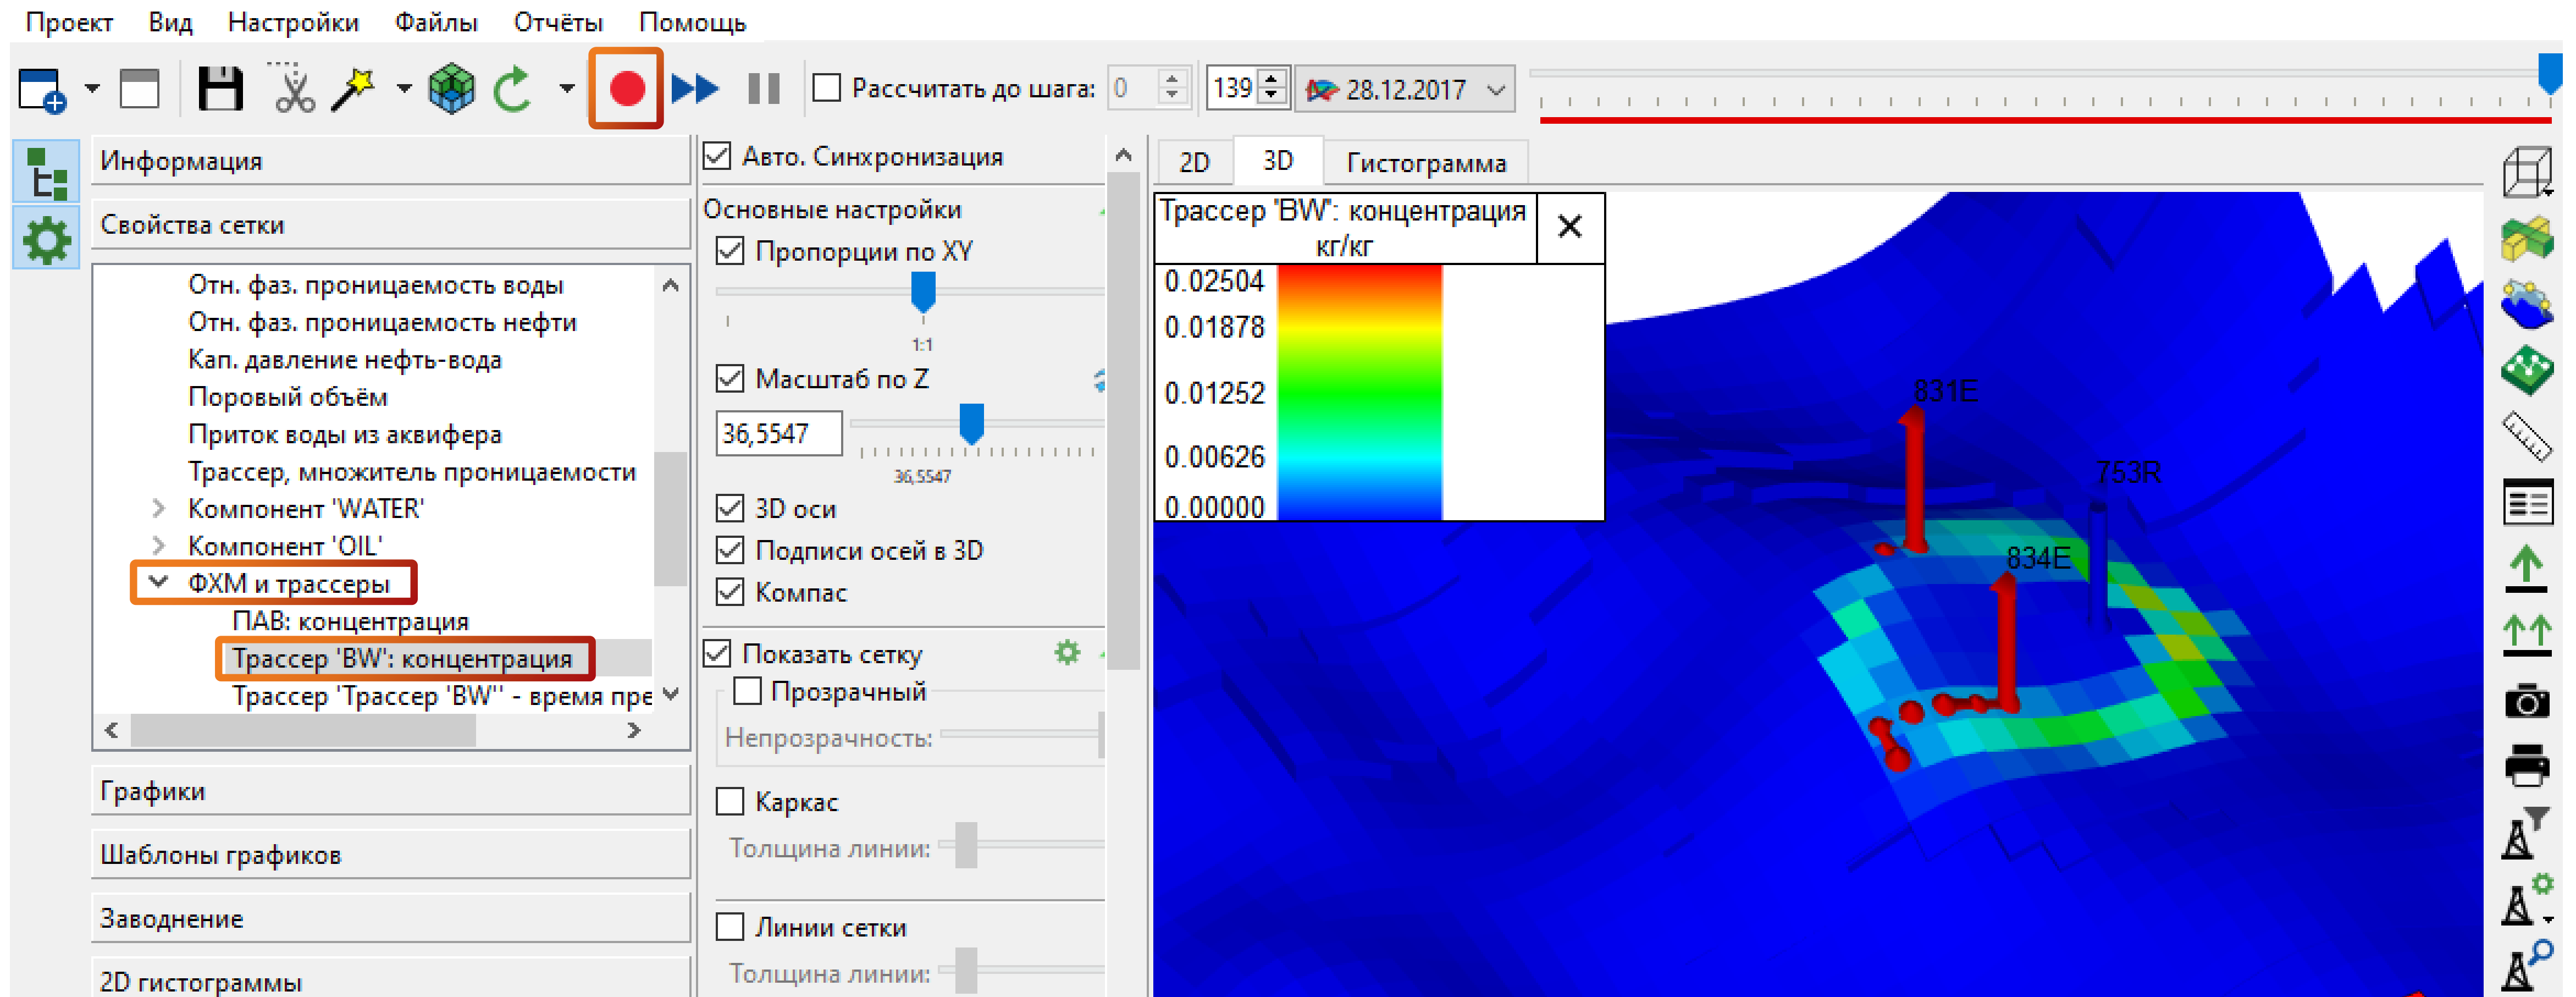 Проект Вид Настройки Файлы Отчёты Помощь
Рассчитать до шага: 0 139 28.12.2017
Информация
Свойства сетки
Отн. фаз. проницаемость воды
Отн. фаз. проницаемость нефти
Кап. давление нефть-вода
Поровый объём
Приток воды из аквифера
Трассер, множитель проницаемости
Компонент 'WATER'
Компонент 'OIL'
ФХМ и трассеры
ПАВ: концентрация
Трассер 'BW': концентрация
Трассер 'Трассер 'BW'' - время пре
Графики
Шаблоны графиков
Заводнение
2D гистограммы
Авто. Синхронизация
Основные настройки
Пропорции по XY
1:1
Масштаб по Z
36,5547
36,5547
3D оси
Подписи осей в 3D
Компас
Показать сетку
Прозрачный
Непрозрачность:
Каркас
Толщина линии:
Линии сетки
Толщина линии:
2D 3D Гистограмма
Трассер 'BW': концентрация
кг/кг
0.02504
0.01878
0.01252
0.00626
0.00000
831E
753R
834E